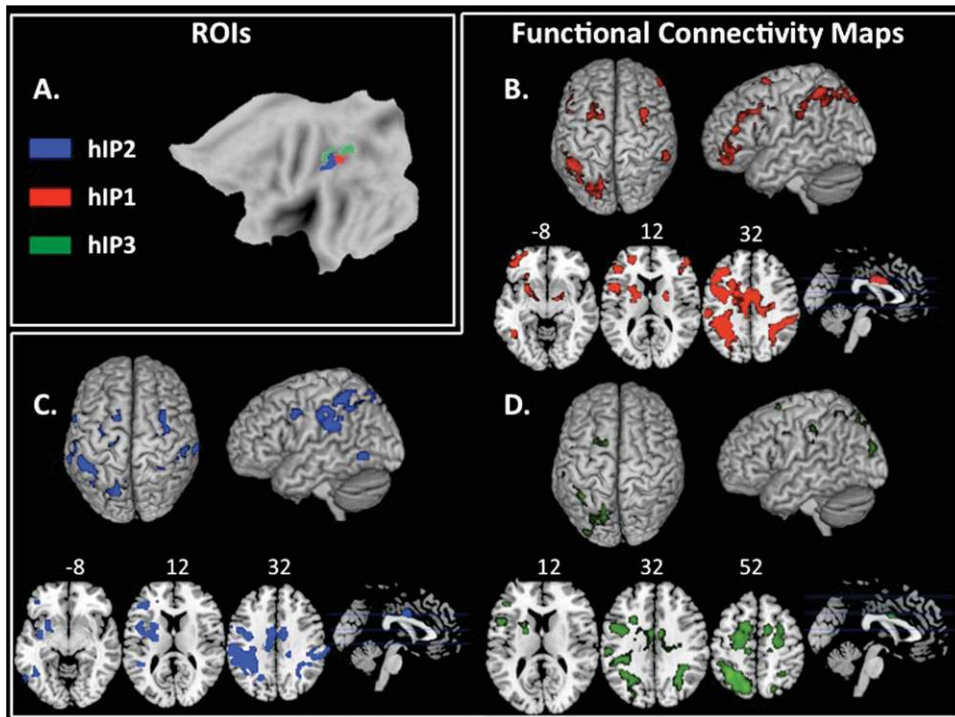 ROIs
A.
hIP2
hIP1
hIP3
Functional Connectivity Maps
B.
-8 12 32
C.
-8 12 32
D.
12 32 52